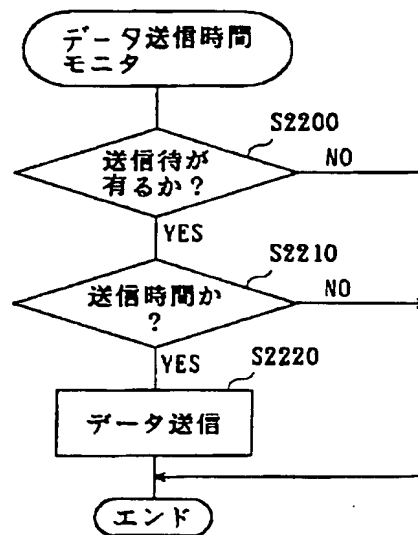 データ送信時間
モニタ
S2200
送信待が
有るか?
NO
YES
S2210
送信時間か
?
NO
YES
S2220
データ送信
エンド